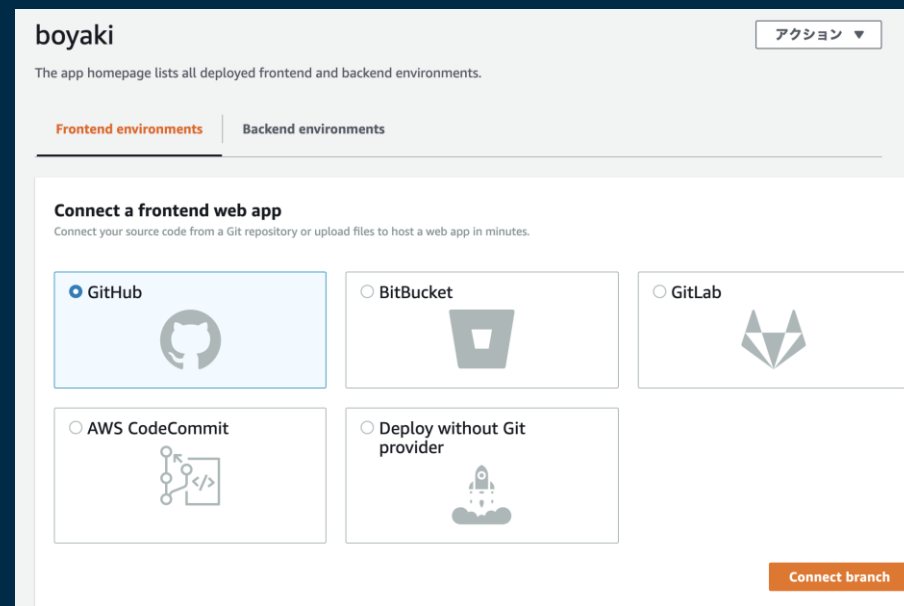 boyaki
アクション ▼
The app homepage lists all deployed frontend and backend environments.
Frontend environments
Backend environments
Connect a frontend web app
Connect your source code from a Git repository or upload files to host a web app in minutes.
GitHub
BitBucket
GitLab
AWS CodeCommit
</>
Deploy without Git
provider
Connect branch